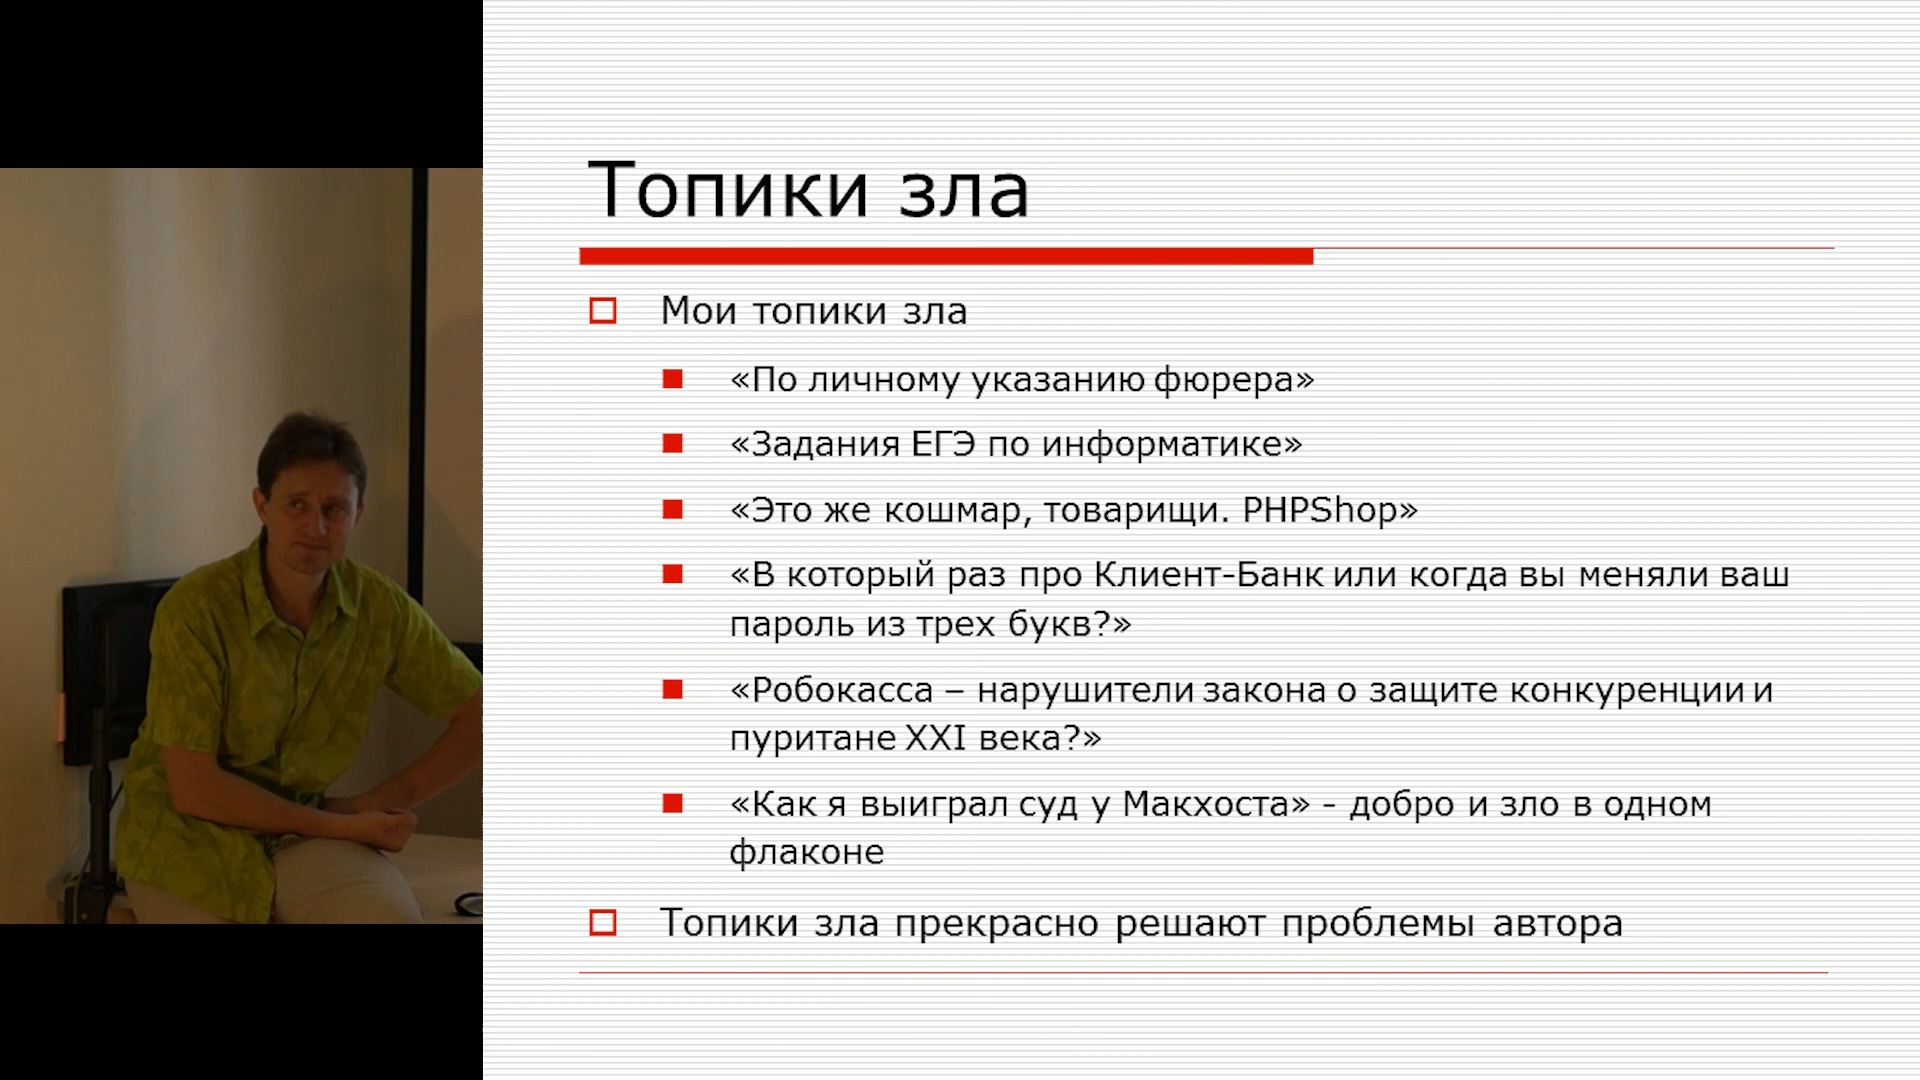 Топики зла
Мои топики зла
«По личному указанию фюрера»
«Задания ЕГЭ по информатике»
«Это же кошмар, товарищи. PHPShop»
«В который раз про Клиент-Банк или когда вы меняли ваш
пароль из трех букв?»
«Робокасса – нарушители закона о защите конкуренции и
пуритане XXI века?»
«Как я выиграл суд у Макхоста» - добро и зло в одном
флаконе
Топики зла прекрасно решают проблемы автора